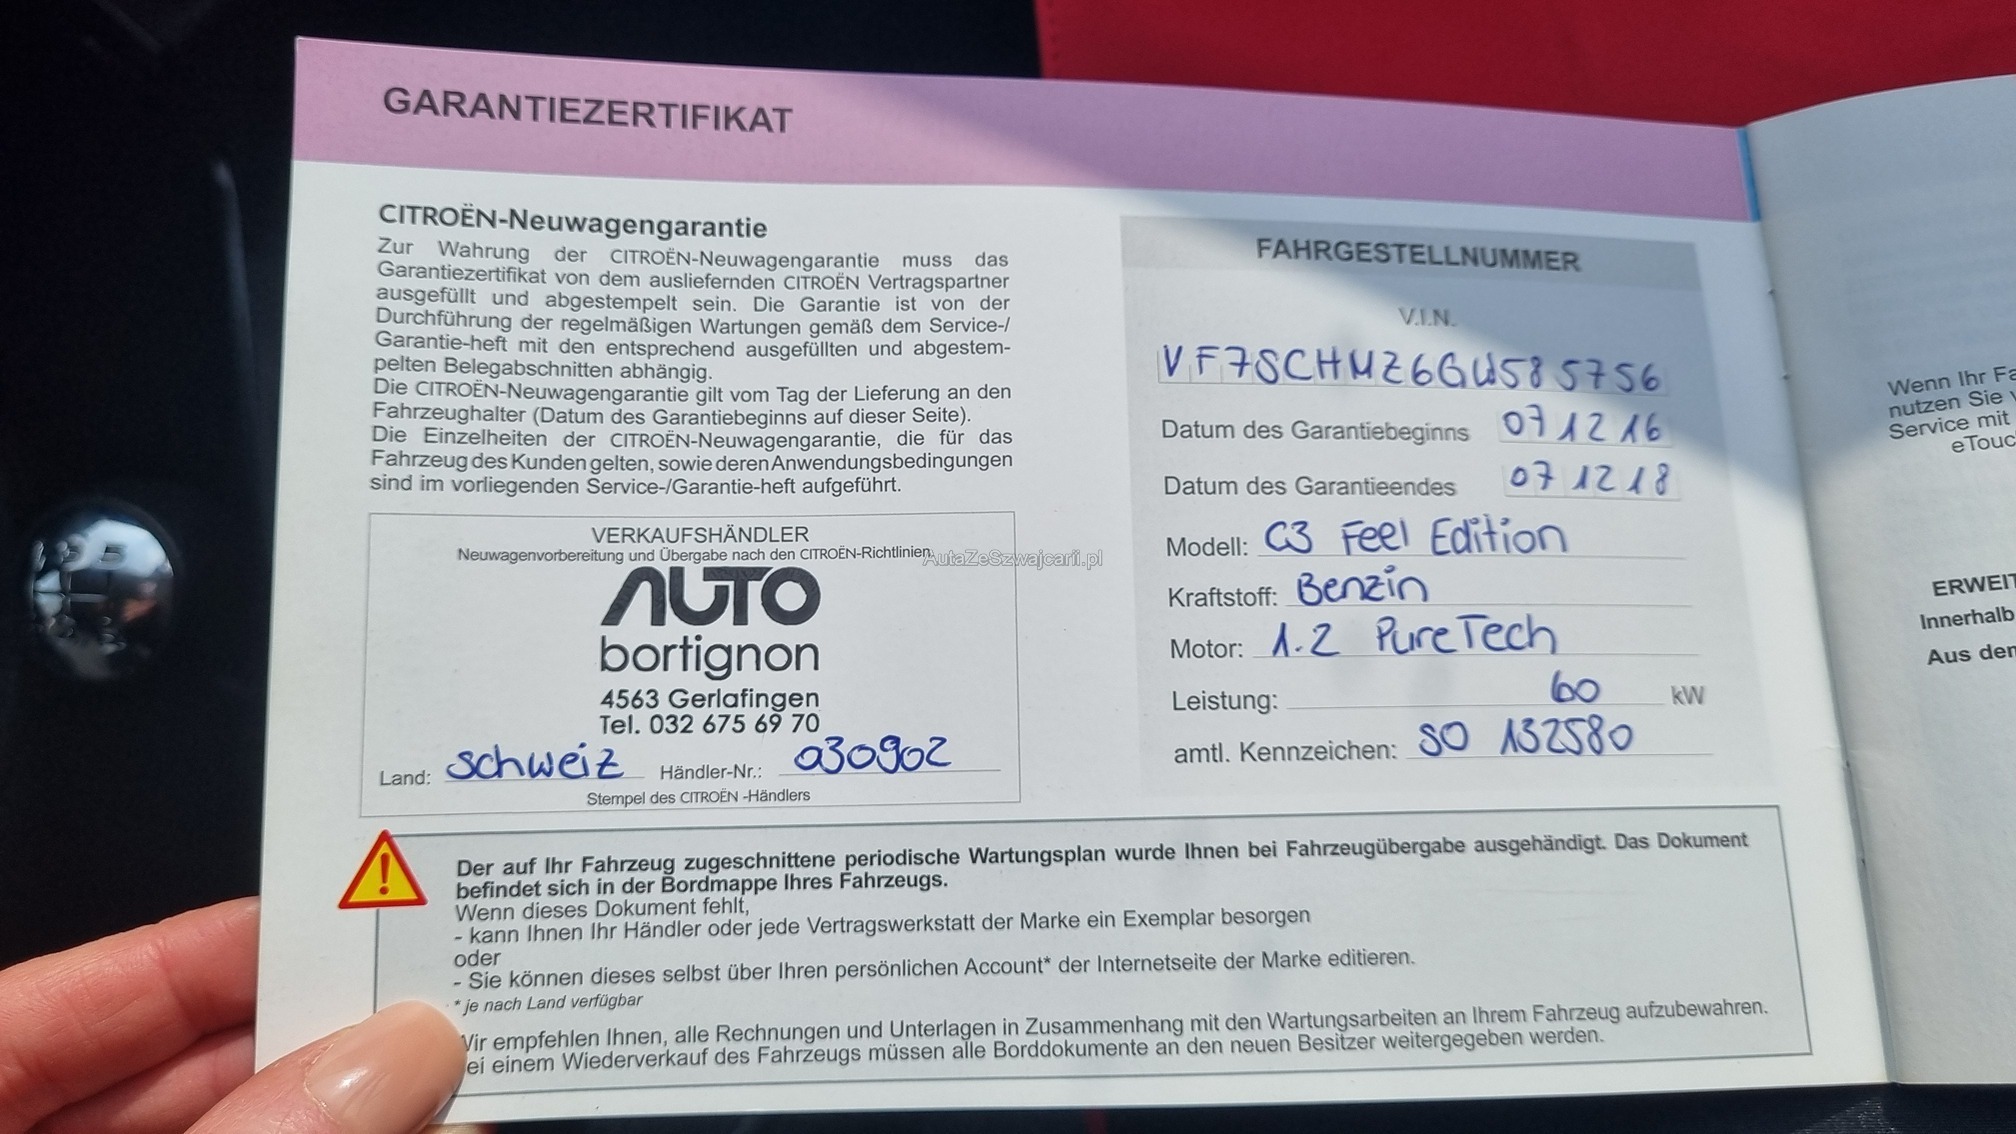 GARANTIEZERTIFIKAT
CITROËN-Neuwagengarantie
Zur Wahrung der CITROËN-Neuwagengarantie muss das
Garantiezertifikat von dem ausliefernden CITROËN Vertragspartner
ausgefüllt und abgestempelt sein. Die Garantie ist von der
Durchführung der regelmäßigen Wartungen gemäß dem Service-/
Garantie-heft mit den entsprechend ausgefüllten und abgestem-
pelten Belegabschnitten abhängig.
Die CITROËN-Neuwagengarantie gilt vom Tag der Lieferung an den
Fahrzeughalter (Datum des Garantiebeginns auf dieser Seite).
Die Einzelheiten der CITROËN-Neuwagengarantie, die für das
Fahrzeug des Kunden gelten, sowie deren Anwendungsbedingungen
sind im vorliegenden Service-/Garantie-heft aufgeführt.
VERKAUFSHÄNDLER
Neuwagenvorbereitung und Übergabe nach den CITROËN-Richtlinien
AutaZeSzwajcarii.pl
AUTO
bortignon
4563 Gerlafingen
Tel. 032 675 69 70
Land: Schweiz Händler-Nr.: 030902
Stempel des CITROËN -Händlers
FAHRGESTELLNUMMER
V.I.N.
VF7SCHMZ6GW585756
Datum des Garantiebeginns 07 12 16
Datum des Garantieendes 07 12 18
Modell: C3 Feel Edition
Kraftstoff: Benzin
Motor: 1.2 PureTech
Leistung: 60 kW
amtl. Kennzeichen: SO 132580
Der auf Ihr Fahrzeug zugeschnittene periodische Wartungsplan wurde Ihnen bei Fahrzeugübergabe ausgehändigt. Das Dokument
befindet sich in der Bordmappe Ihres Fahrzeugs.
Wenn dieses Dokument fehlt,
- kann Ihnen Ihr Händler oder jede Vertragswerkstatt der Marke ein Exemplar besorgen
oder
- Sie können dieses selbst über Ihren persönlichen Account* der Internetseite der Marke editieren.
* je nach Land verfügbar
Wir empfehlen Ihnen, alle Rechnungen und Unterlagen in Zusammenhang mit den Wartungsarbeiten an Ihrem Fahrzeug aufzubewahren.
ei einem Wiederverkauf des Fahrzeugs müssen alle Borddokumente an den neuen Besitzer weitergegeben werden.
Wenn Ihr Fa
nutzen Sie
Service mit
eTouc
ERWEIT
Innerhalb
Aus den